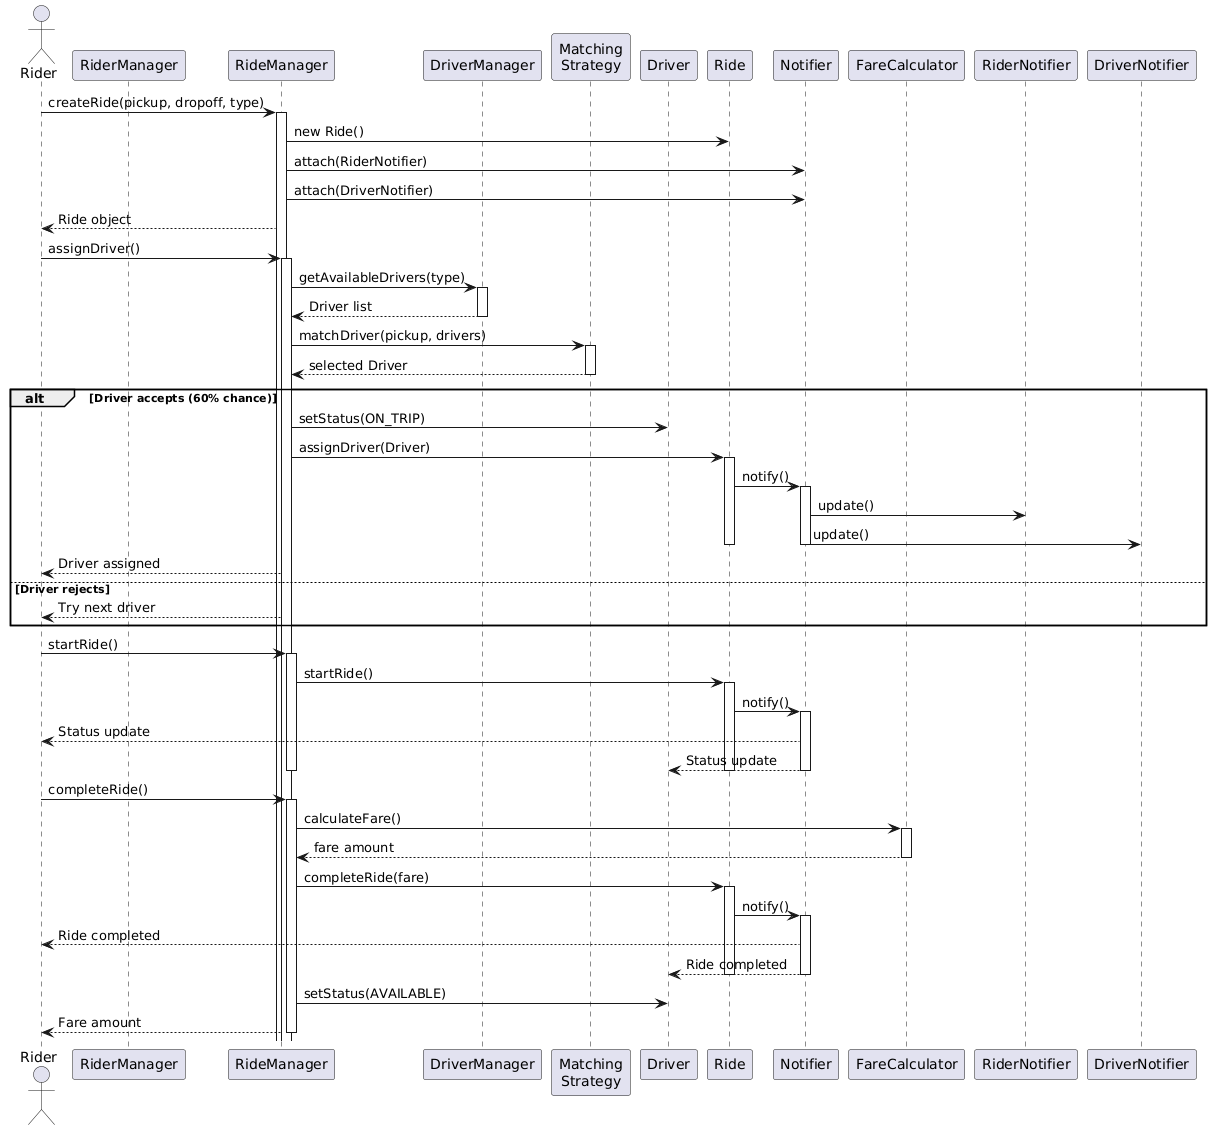 Rider
RiderManager
RideManager
DriverManager
Matching
Strategy
Driver
Ride
Notifier
FareCalculator
RiderNotifier
DriverNotifier
createRide(pickup, dropoff, type)
new Ride()
attach(RiderNotifier)
attach(DriverNotifier)
Ride object
assignDriver()
getAvailableDrivers(type)
Driver list
matchDriver(pickup, drivers)
selected Driver
alt [Driver accepts (60% chance)]
setStatus(ON_TRIP)
assignDriver(Driver)
notify()
update()
update()
Driver assigned
[Driver rejects]
Try next driver
startRide()
startRide()
notify()
Status update
Status update
completeRide()
calculateFare()
fare amount
completeRide(fare)
notify()
Ride completed
Ride completed
setStatus(AVAILABLE)
Fare amount
Rider
RiderManager
RideManager
DriverManager
Matching
Strategy
Driver
Ride
Notifier
FareCalculator
RiderNotifier
DriverNotifier